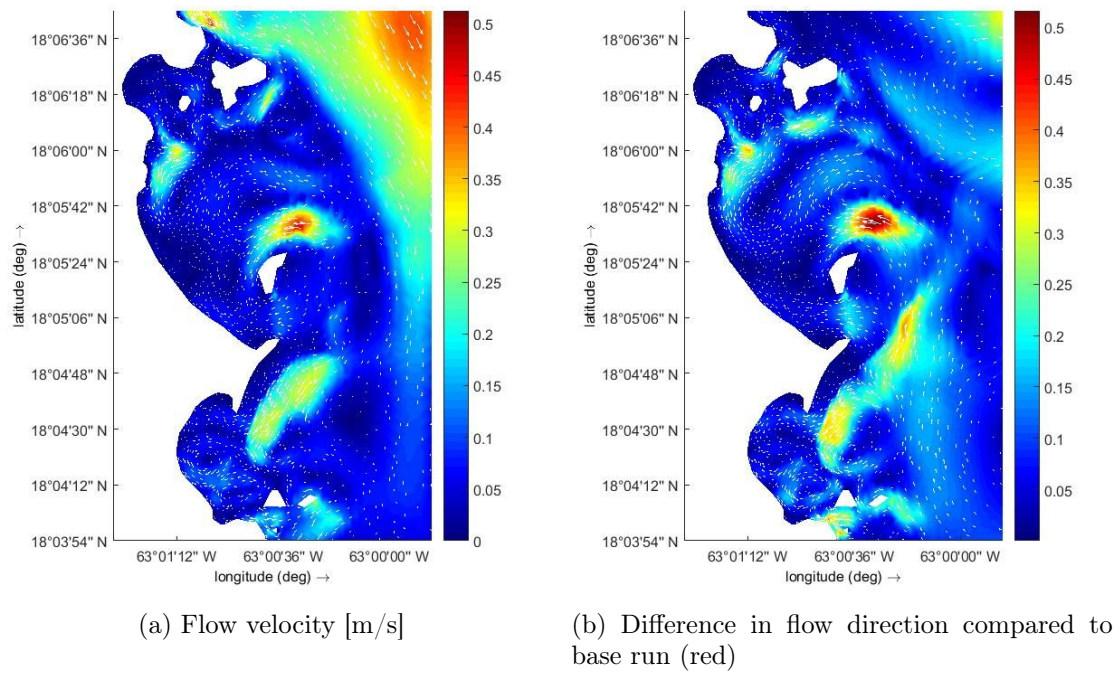 18°06'36" N
18°06'18" N
18°06'00" N
18°05'42" N
18°05'24" N
18°05'06" N
18°04'48" N
18°04'30" N
18°04'12" N
18°03'54" N
latitude (deg) →
63°01'12" W
63°00'36" W
63°00'00" W
longitude (deg) →
0.5
0.45
0.4
0.35
0.3
0.25
0.2
0.15
0.1
0.05
0
18°06'36" N
18°06'18" N
18°06'00" N
18°05'42" N
18°05'24" N
18°05'06" N
18°04'48" N
18°04'30" N
18°04'12" N
18°03'54" N
latitude (deg) →
63°01'12" W
63°00'36" W
63°00'00" W
longitude (deg) →
0.5
0.45
0.4
0.35
0.3
0.25
0.2
0.15
0.1
0.05
(a) Flow velocity [m/s]
(b) Difference in flow direction compared to
base run (red)